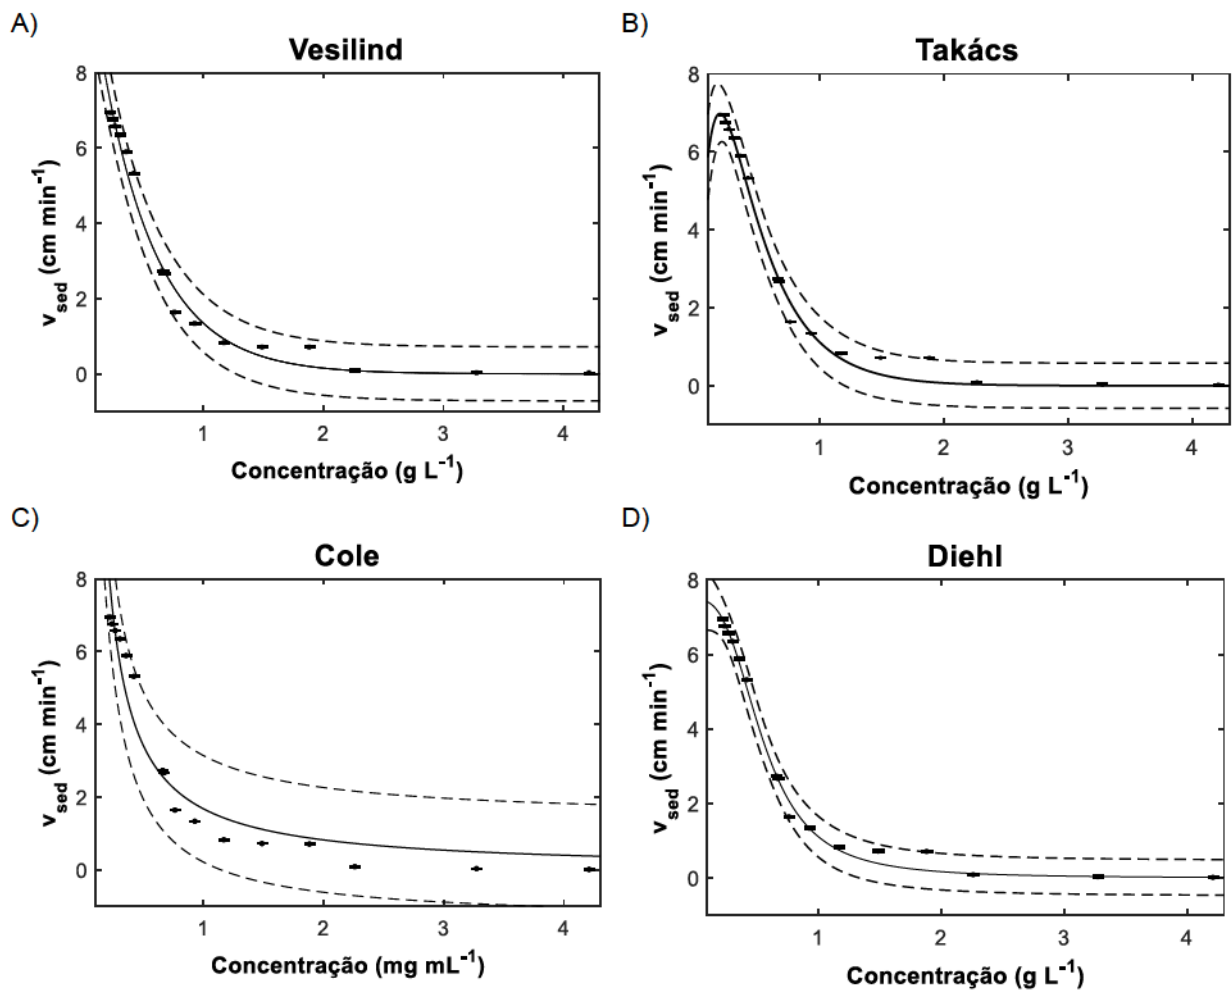 A)
Vesilind
8
6
4
2
0
v_sed (cm min⁻¹)
1 2 3 4
Concentração (g L⁻¹)
B)
Takács
8
6
4
2
0
v_sed (cm min⁻¹)
1 2 3 4
Concentração (g L⁻¹)
C)
Cole
8
6
4
2
0
v_sed (cm min⁻¹)
1 2 3 4
Concentração (mg mL⁻¹)
D)
Diehl
8
6
4
2
0
v_sed (cm min⁻¹)
1 2 3 4
Concentração (g L⁻¹)